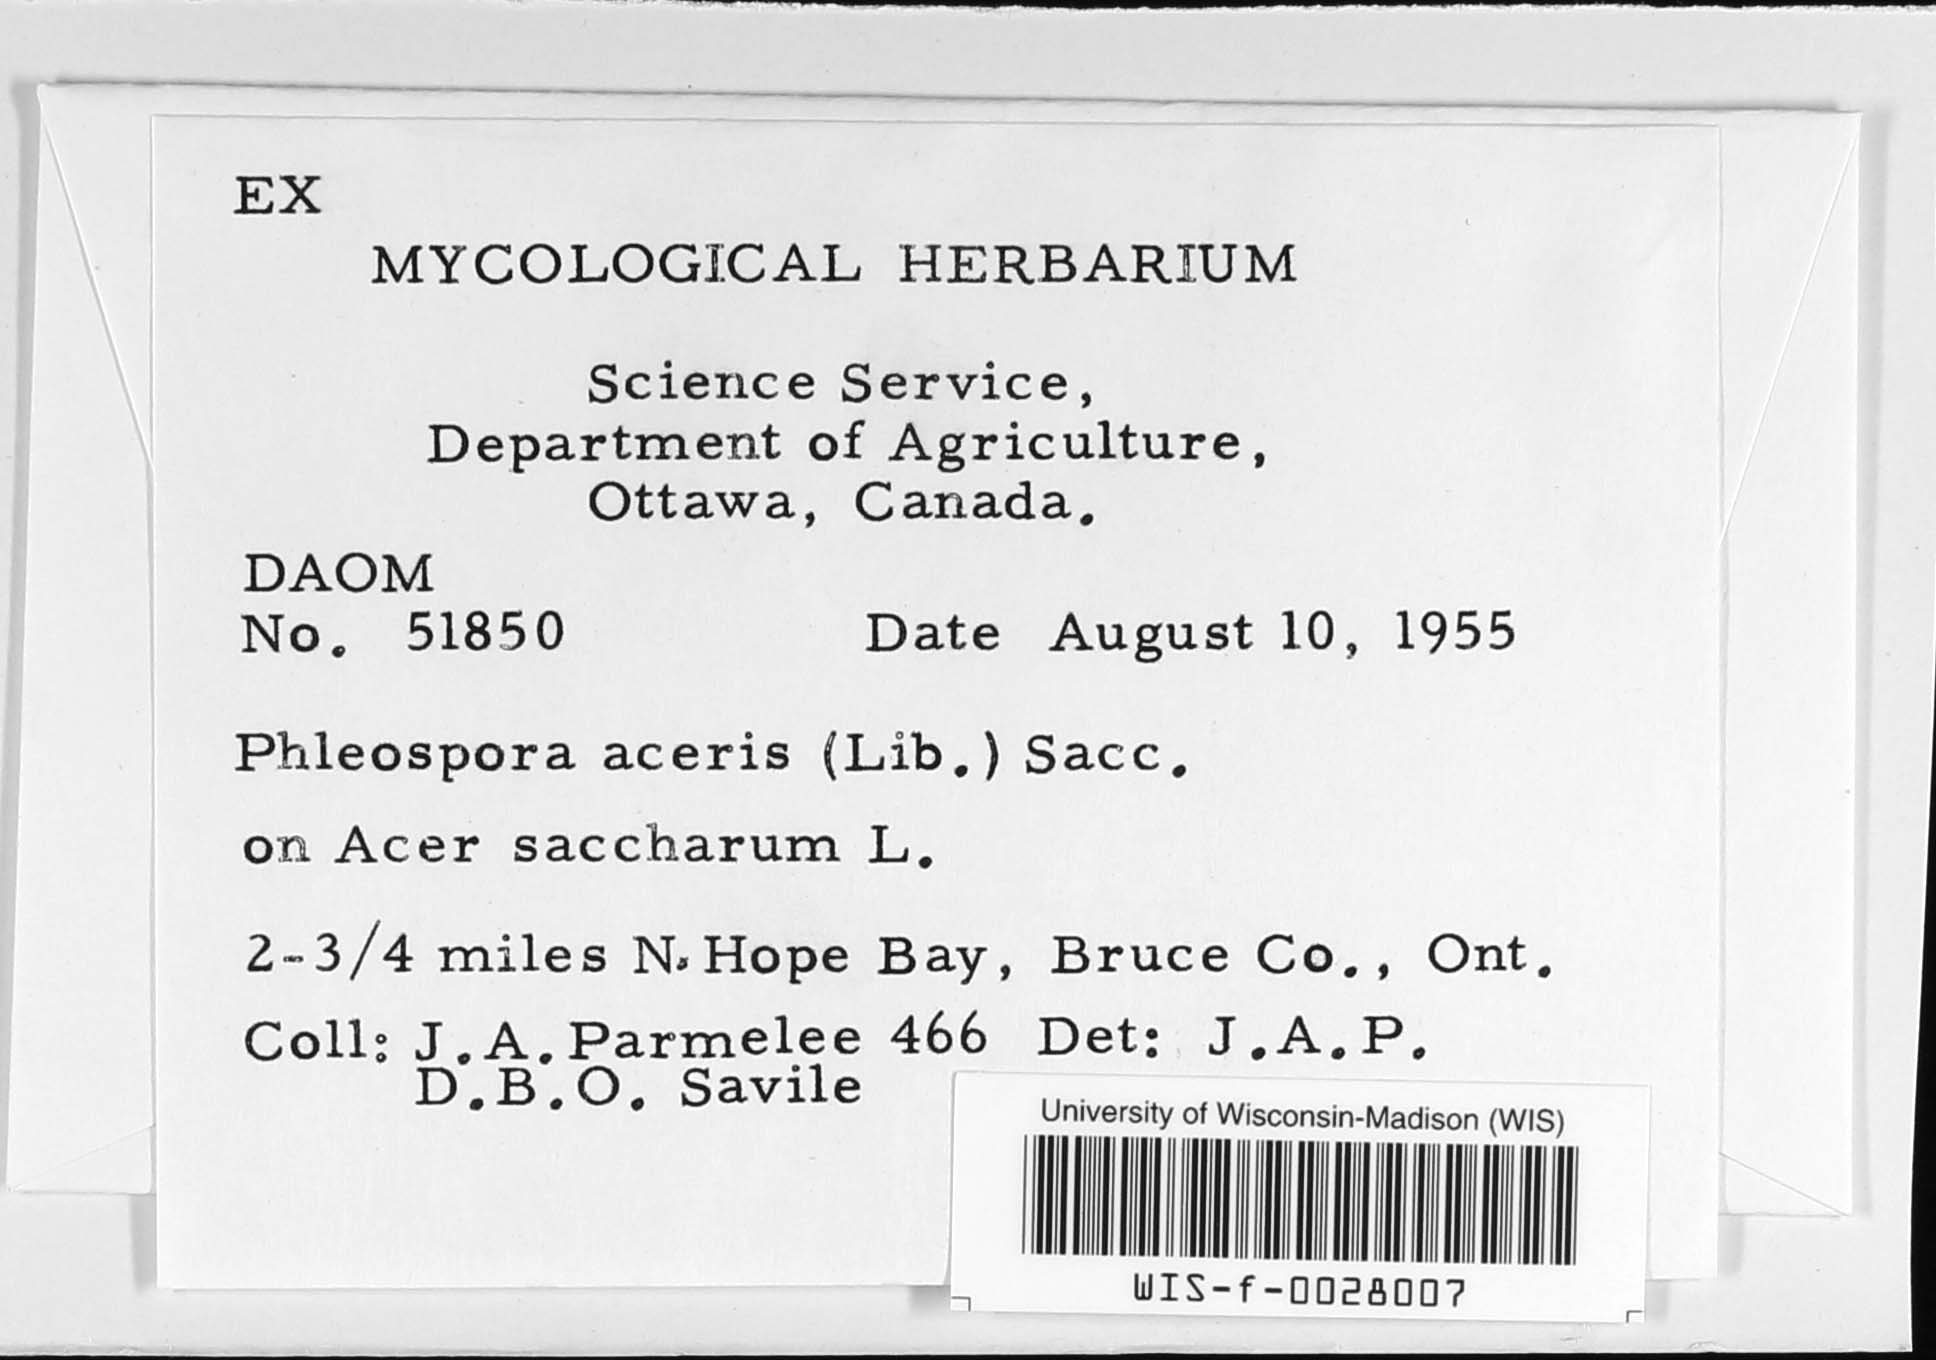 EX
MYCOLOGICAL HERBARIUM
Science Service,
Department of Agriculture,
Ottawa, Canada.
DAOM
No. 51850 Date August 10, 1955
Phleospora aceris (Lib.) Sacc.
on Acer saccharum L.
2-3/4 miles N. Hope Bay, Bruce Co., Ont.
Coll: J.A. Parmelee 466 Det: J.A.P.
D.B.O. Savile
University of Wisconsin-Madison (WIS)
WIS-f-0028007